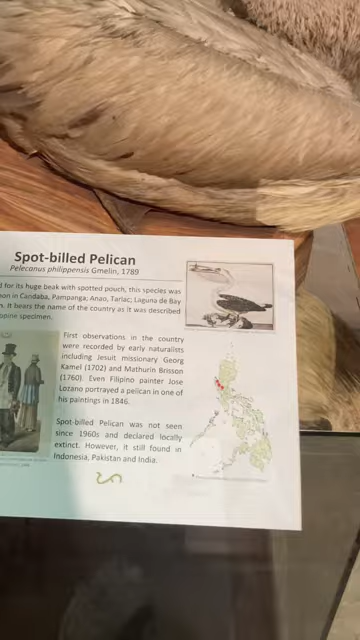 Spot-billed Pelican
Pelecanus philippensis Gmelin, 1789
d for its huge beak with spotted pouch, this species was
on in Candaba, Pampanga; Anao, Tarlac; Laguna de Bay
s. It bears the name of the country as it was described
opine specimen.
First observations in the country
were recorded by early naturalists
including Jesuit missionary Georg
Kamel (1702) and Mathurin Brisson
(1760). Even Filipino painter Jose
Lozano portrayed a pelican in one of
his paintings in 1846.
Spot-billed Pelican was not seen
since 1960s and declared locally
extinct. However, it still found in
Indonesia, Pakistan and India.